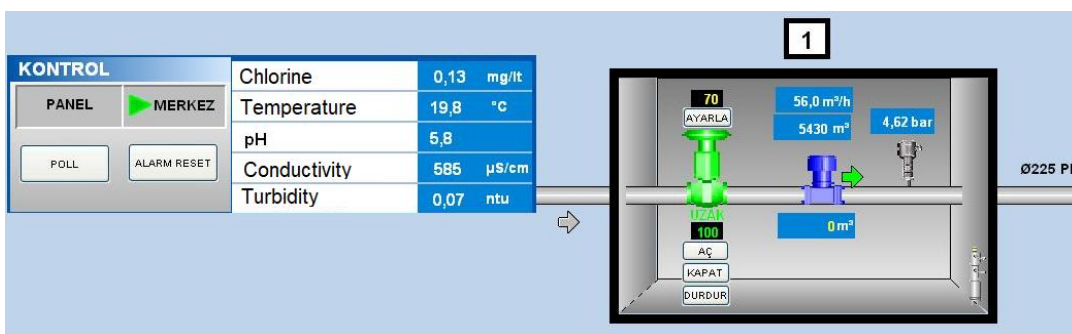 1
KONTROL
PANEL MERKEZ
POLL ALARM RESET
Chlorine 0,13 mg/lt
Temperature 19,8 °C
pH 5,8
Conductivity 585 µS/cm
Turbidity 0,07 ntu
70
AYARLA
UZAK
100
AÇ
KAPAT
DURDUR
56,0 m³/h
5430 m³
0 m³
4,62 bar
Ø225 P